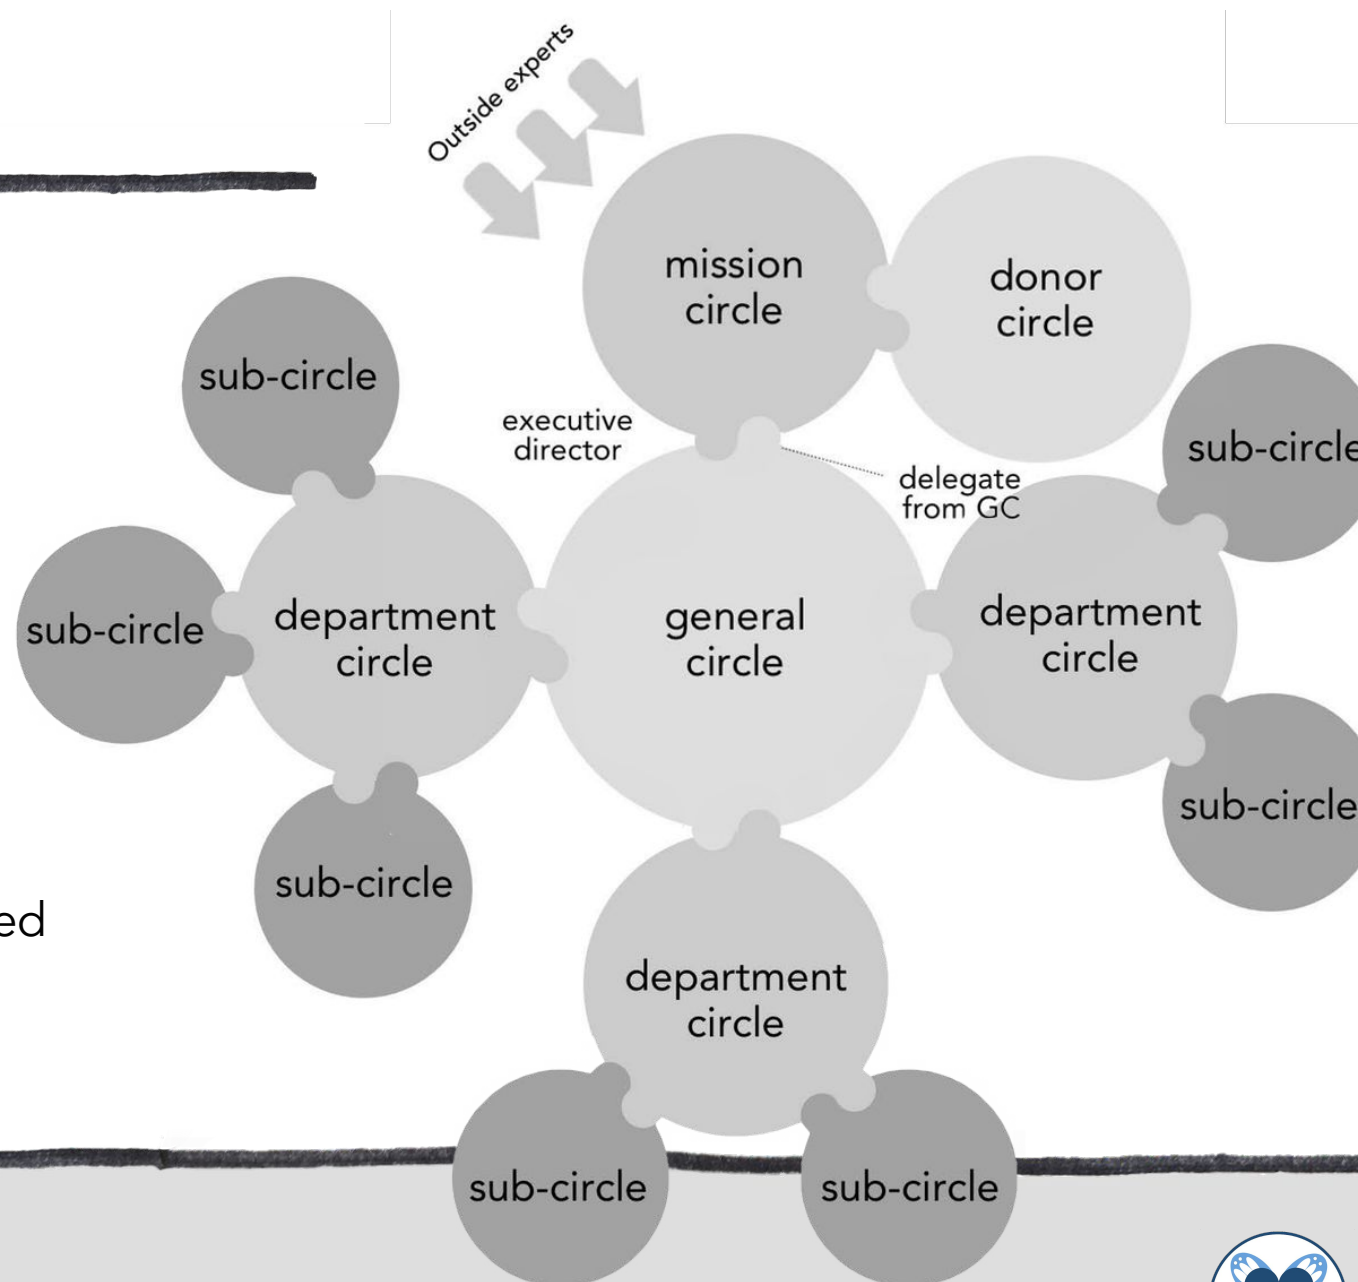 Outside experts
mission
circle
donor
circle
sub-circle
executive
director
sub-circle
delegate
from GC
sub-circle
department
circle
general
circle
department
circle
sub-circle
sub-circle
ed
department
circle
sub-circle
sub-circle